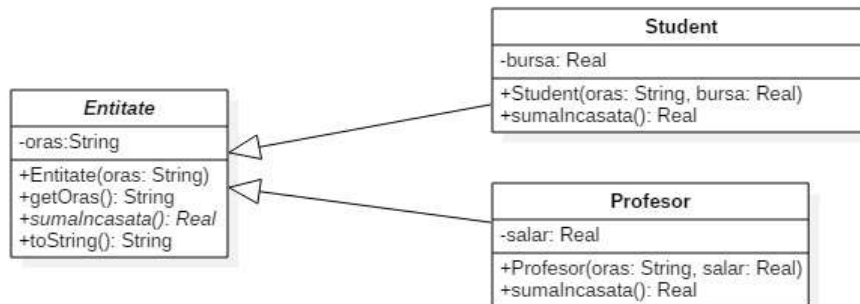 Entitate
-oras:String
+Entitate(oras: String)
+getOras(): String
+sumaIncasata(): Real
+toString(): String
Student
-bursa: Real
+Student(oras: String, bursa: Real)
+sumaIncasata(): Real
Profesor
-salar: Real
+Profesor(oras: String, salar: Real)
+sumaIncasata(): Real